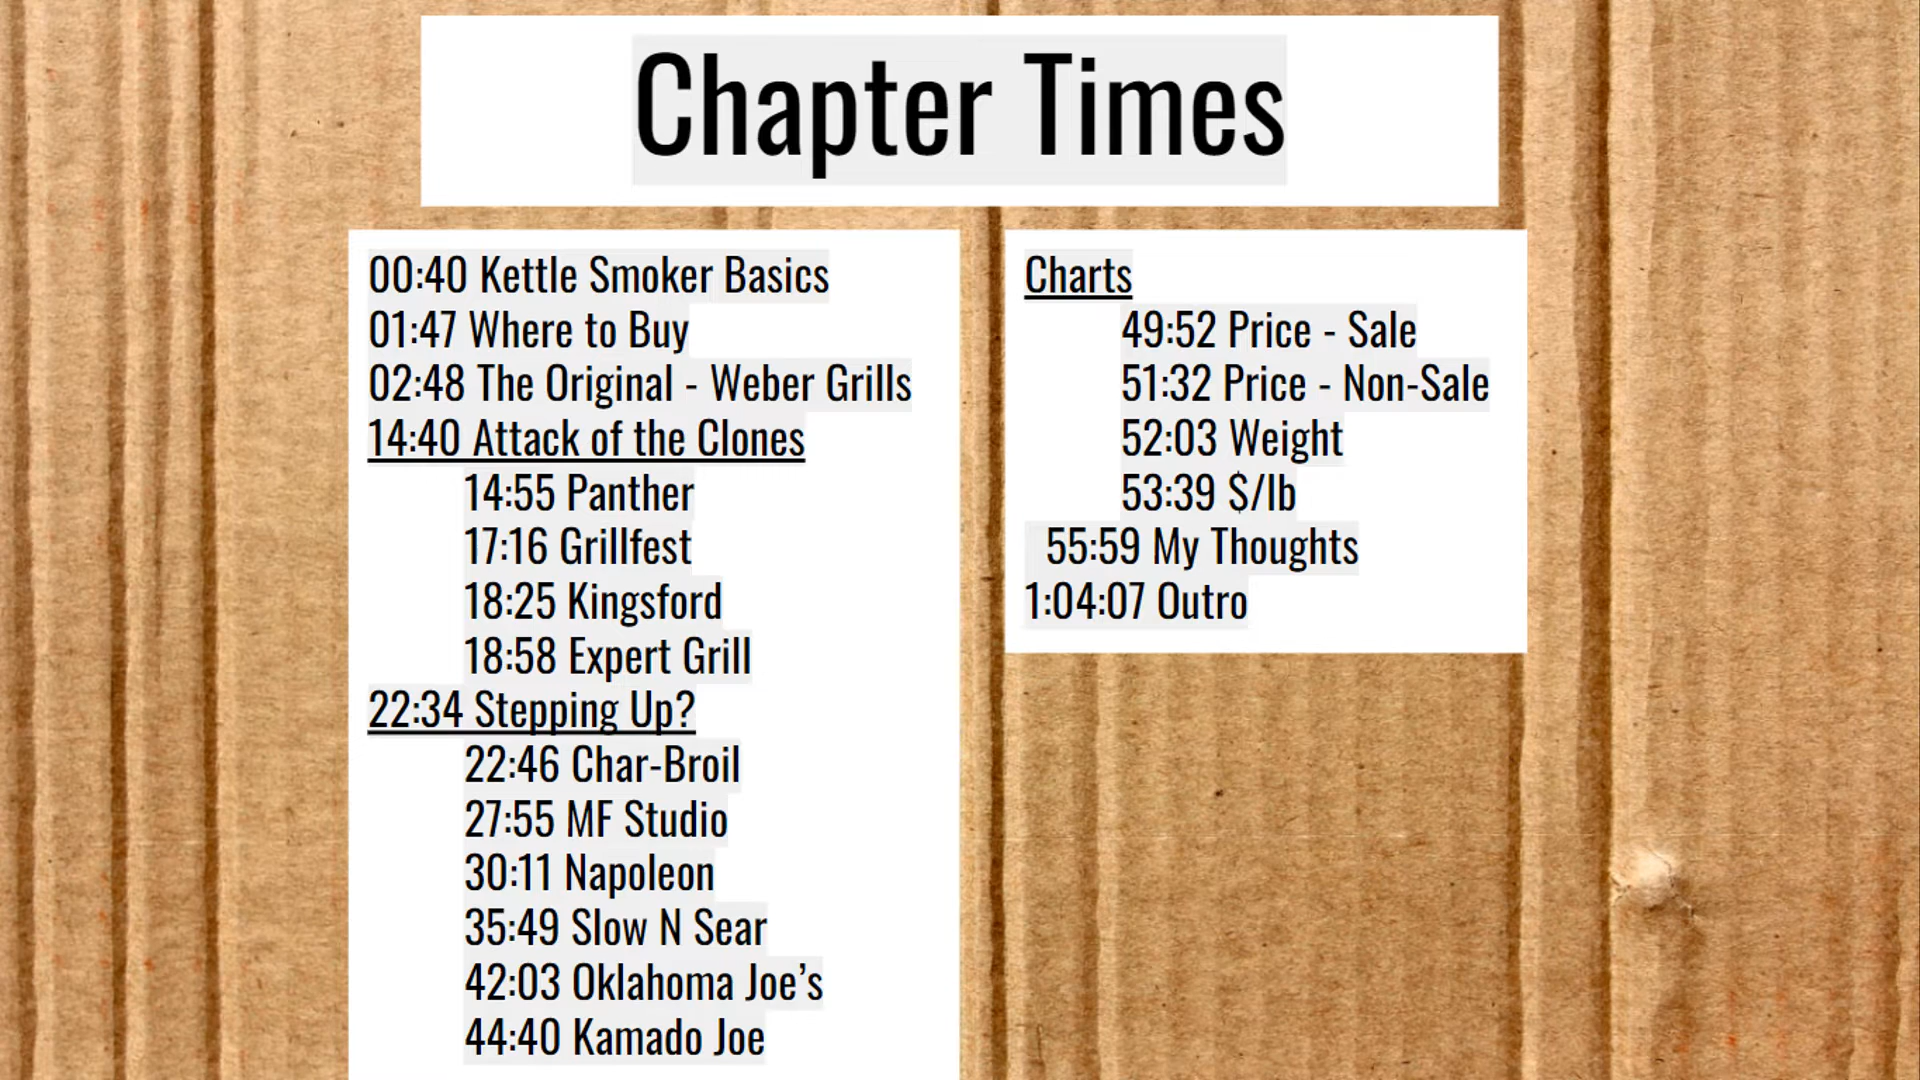 Chapter Times
00:40 Kettle Smoker Basics
01:47 Where to Buy
02:48 The Original - Weber Grills
14:40 Attack of the Clones
14:55 Panther
17:16 Grillfest
18:25 Kingsford
18:58 Expert Grill
22:34 Stepping Up?
22:46 Char-Broil
27:55 MF Studio
30:11 Napoleon
35:49 Slow N Sear
42:03 Oklahoma Joe’s
44:40 Kamado Joe
Charts
49:52 Price - Sale
51:32 Price - Non-Sale
52:03 Weight
53:39 $/lb
55:59 My Thoughts
1:04:07 Outro